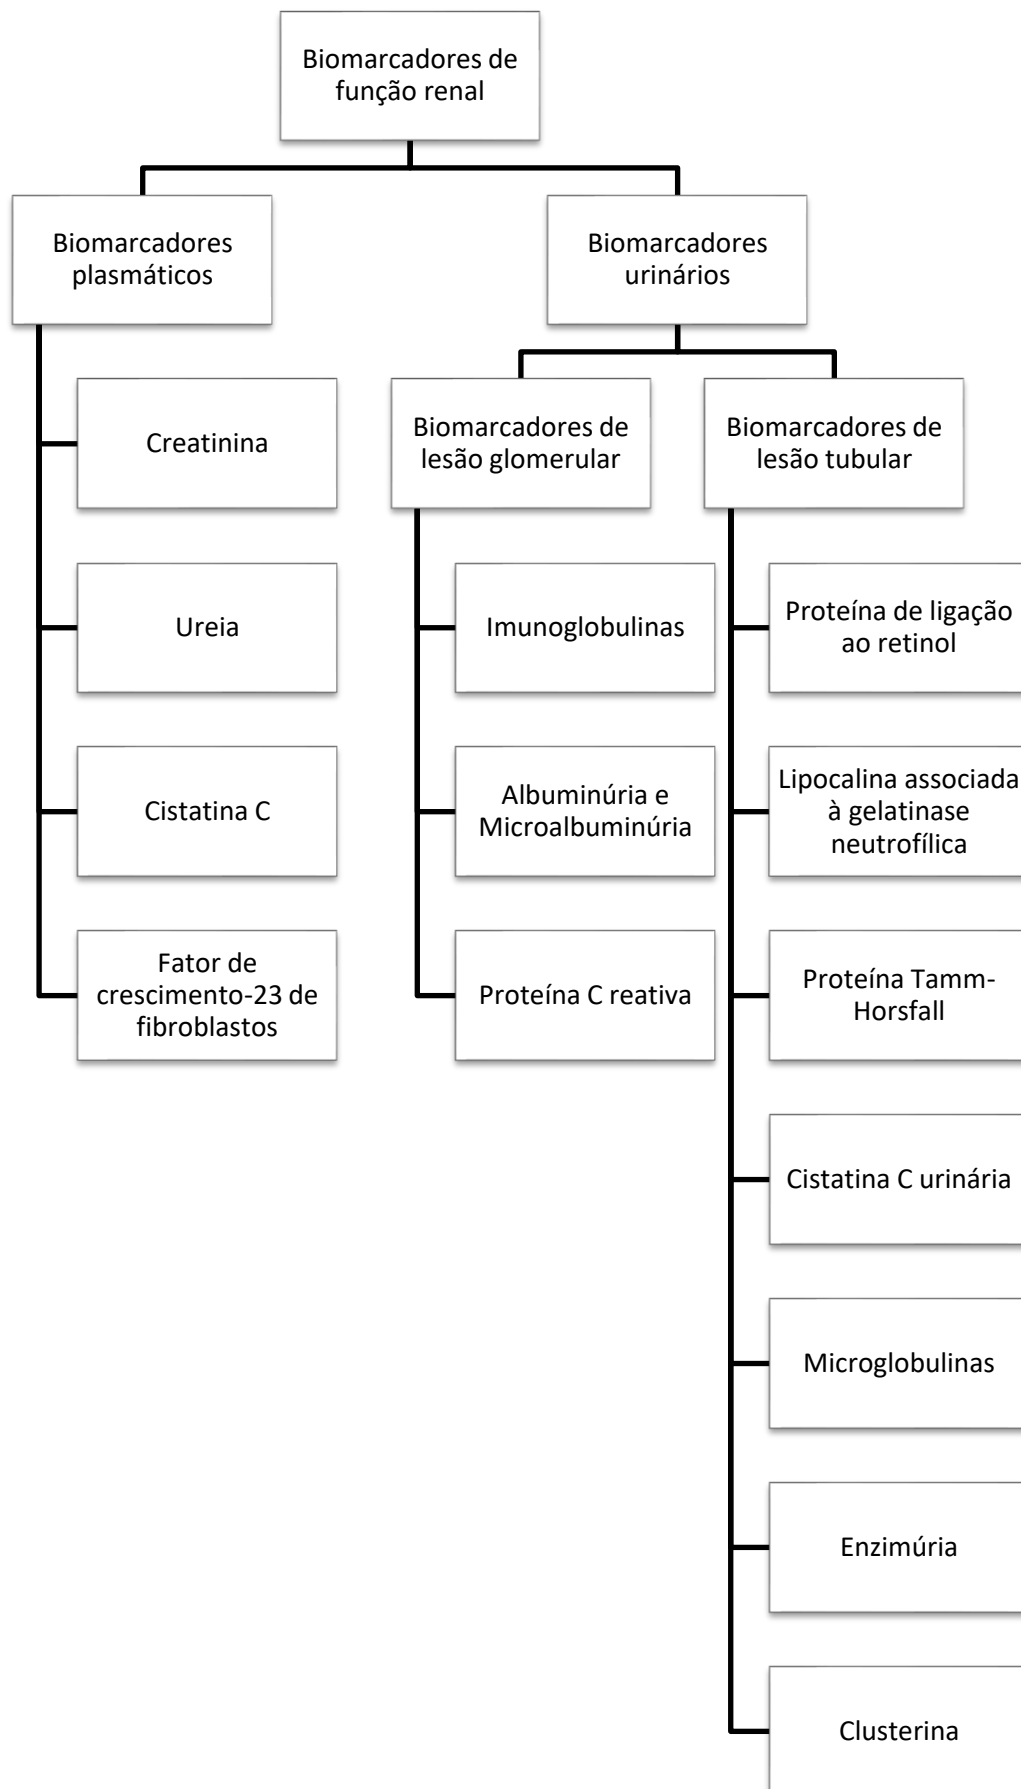 Biomarcadores de
função renal
Biomarcadores
plasmáticos
Creatinina
Ureia
Cistatina C
Fator de
crescimento-23 de
fibroblastos
Biomarcadores
urinários
Biomarcadores de
lesão glomerular
Imunoglobulinas
Albuminúria e
Microalbuminúria
Proteína C reativa
Biomarcadores de
lesão tubular
Proteína de ligação
ao retinol
Lipocalina associada
à gelatinase
neutrofílica
Proteína Tamm-
Horsfall
Cistatina C urinária
Microglobulinas
Enzimúria
Clusterina